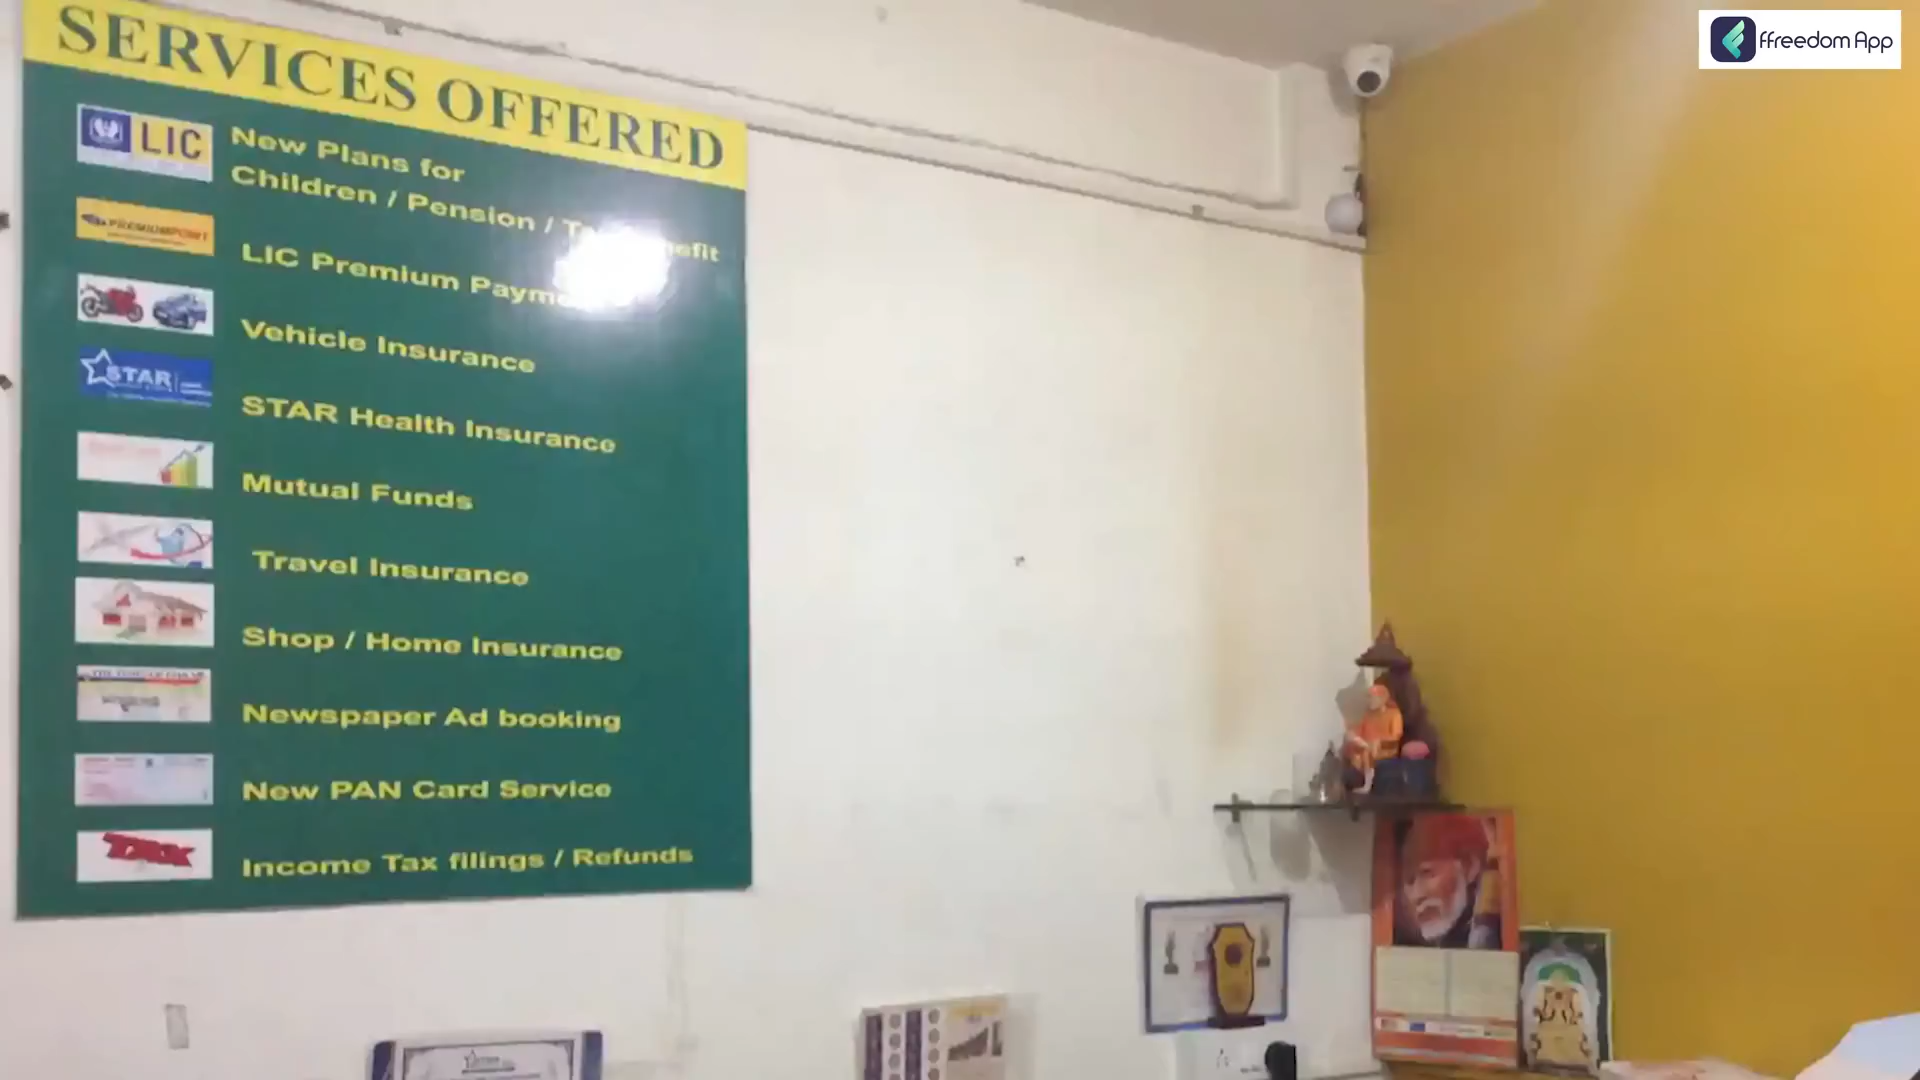 ffreedom App
SERVICES OFFERED
LIC
New Plans for
Children / Pension /
PREMIUMPOINT
LIC Premium
Vehicle Insurance
STAR
STAR Health Insurance
Mutual Funds
Travel Insurance
Shop / Home Insurance
Newspaper Ad booking
New PAN Card Service
TAX
Income Tax filings / Refunds